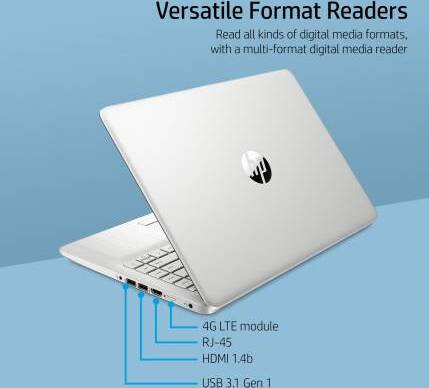 Versatile Format Readers
Read all kinds of digital media formats,
with a multi-format digital media reader
hp
4G LTE module
RJ-45
HDMI 1.4b
USB 3.1 Gen 1